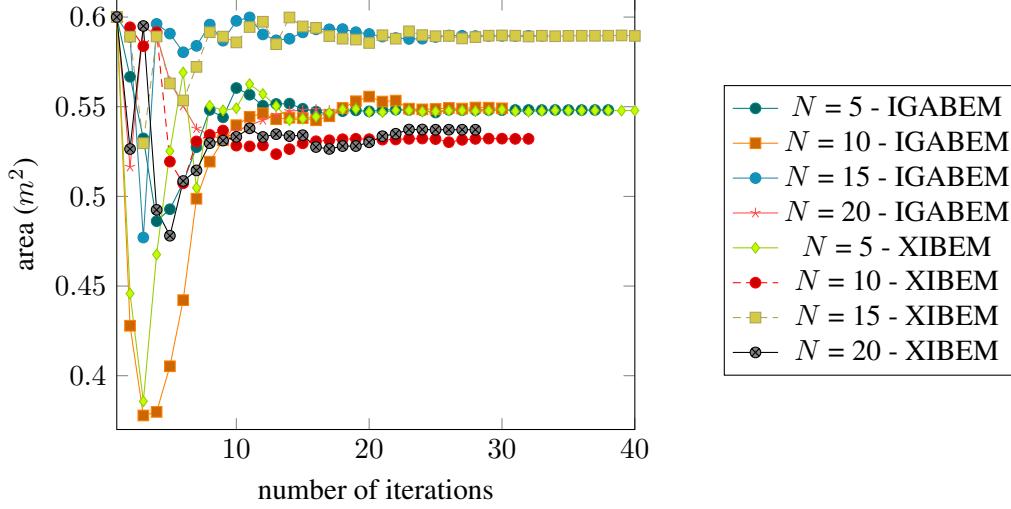 0.6
0.55
0.5
0.45
0.4
area (m²)
10 20 30 40
number of iterations
N = 5 - IGABEM
N = 10 - IGABEM
N = 15 - IGABEM
N = 20 - IGABEM
N = 5 - XIBEM
N = 10 - XIBEM
N = 15 - XIBEM
N = 20 - XIBEM